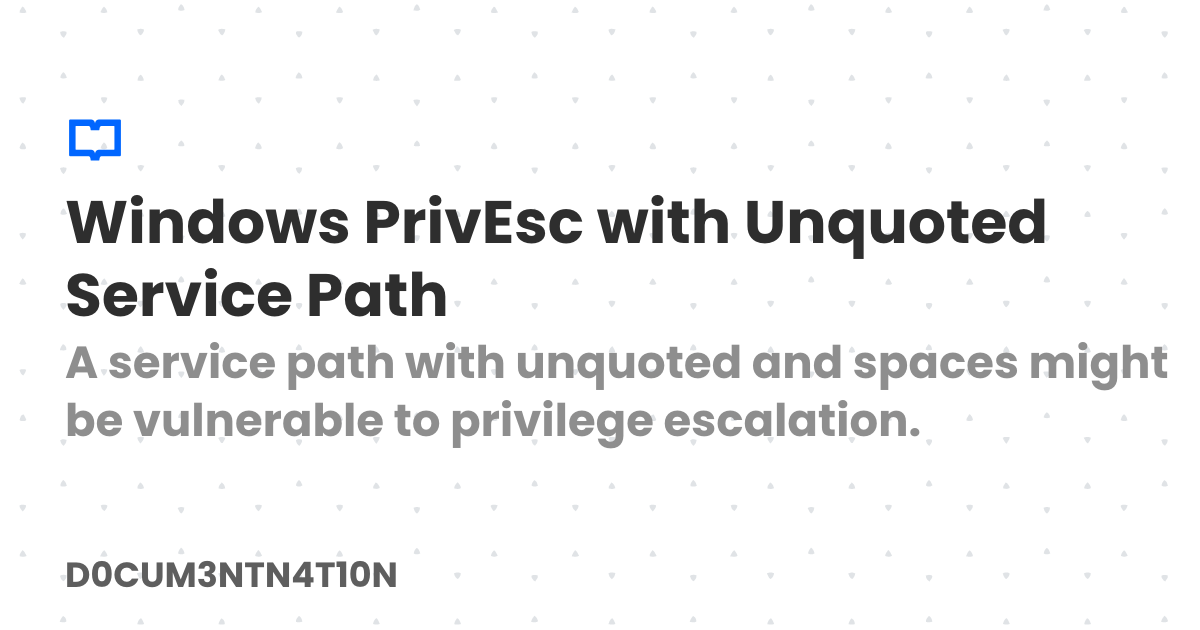 Windows PrivEsc with Unquoted
Service Path
A service path with unquoted and spaces might
be vulnerable to privilege escalation.
D0CUM3NTN4T10N